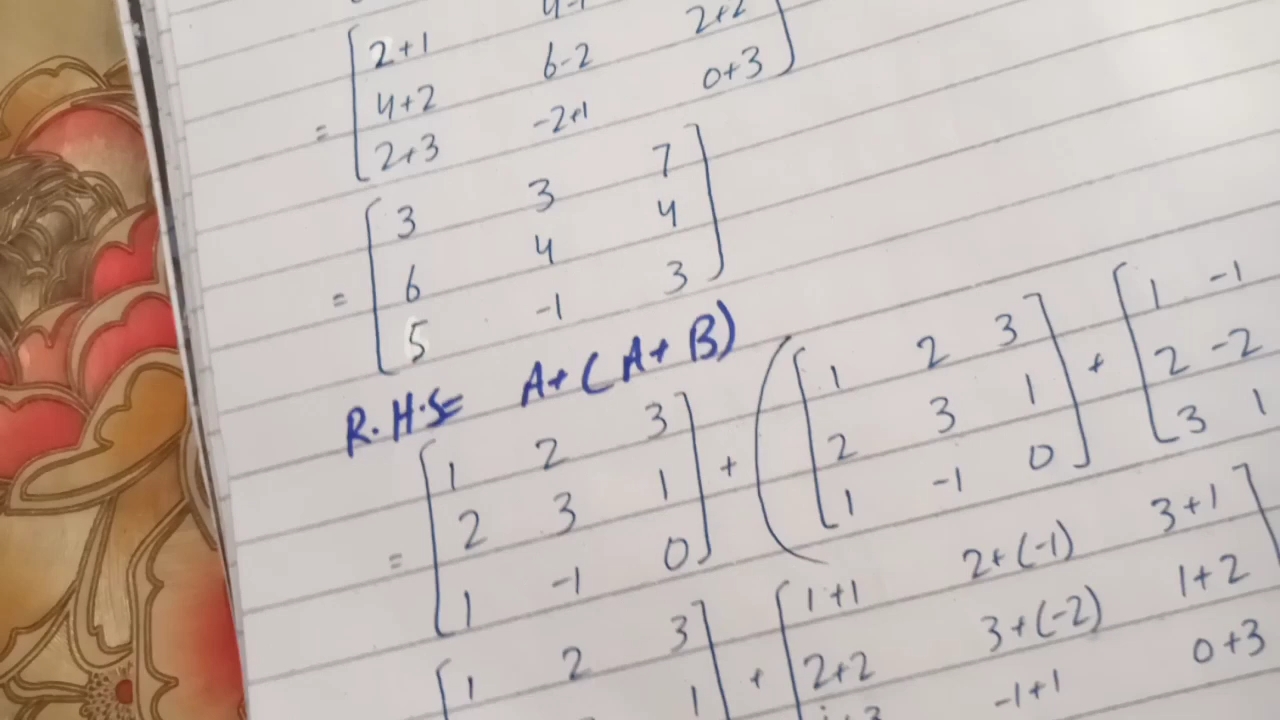 2+1 4-1
4+2 6-2 2+2
= 2+3 -2+1 0+3
3 3 7
= 6 4 4
5 -1 3
R.H.S= A+(A+B)
= [1 2 3] + ([1 2 3] + [1 -1
2 3 1 2 3 1 2 -2
1 -1 0 1 -1 0 3 1
1 2 3 + 1+1 2+(-1) 3+1
1 2+2 3+(-2) 1+2
-1+1 0+3